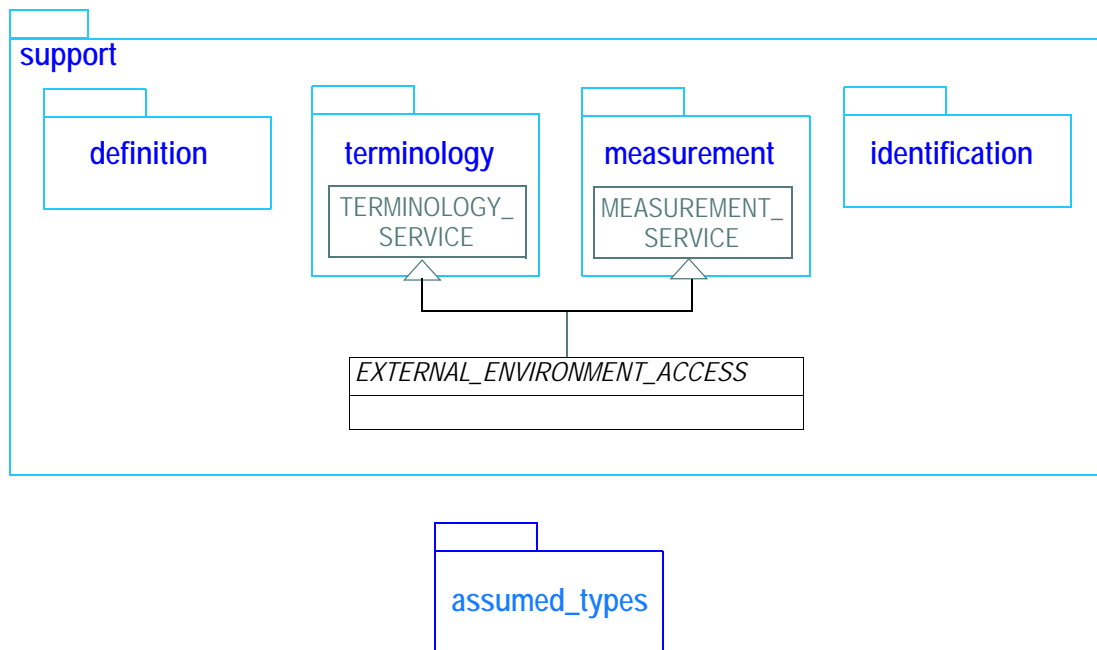 support
definition
terminology
measurement
identification
TERMINOLOGY_
SERVICE
MEASUREMENT_
SERVICE
EXTERNAL_ENVIRONMENT_ACCESS
assumed_types